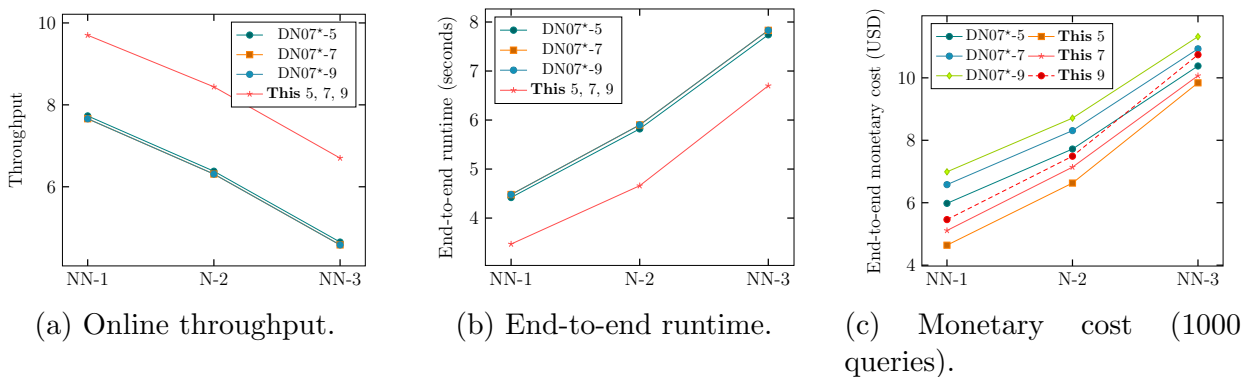 10
8
6
Throughput
NN-1
N-2
NN-3
DN07⋆-5
DN07⋆-7
DN07⋆-9
This 5, 7, 9
(a) Online throughput.
8
7
6
5
4
End-to-end runtime (seconds)
NN-1
N-2
NN-3
DN07⋆-5
DN07⋆-7
DN07⋆-9
This 5, 7, 9
(b) End-to-end runtime.
10
8
6
4
End-to-end monetary cost (USD)
NN-1
N-2
NN-3
DN07⋆-5 This 5
DN07⋆-7 This 7
DN07⋆-9 This 9
(c) Monetary cost (1000
queries).